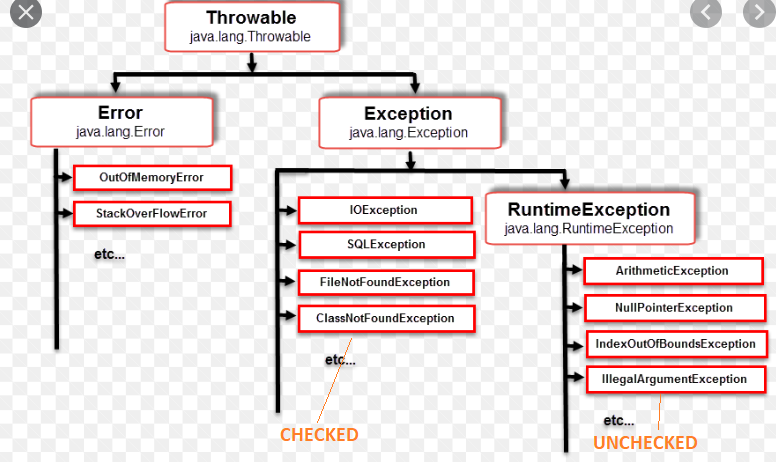 Throwable
java.lang.Throwable
Error
java.lang.Error
Exception
java.lang.Exception
OutOfMemoryError
StackOverFlowError
etc...
IOException
SQLException
FileNotFoundException
ClassNotFoundException
etc...
CHECKED
RuntimeException
java.lang.RuntimeException
ArithmeticException
NullPointerException
IndexOutOfBoundsException
IllegalArgumentException
etc...
UNCHECKED